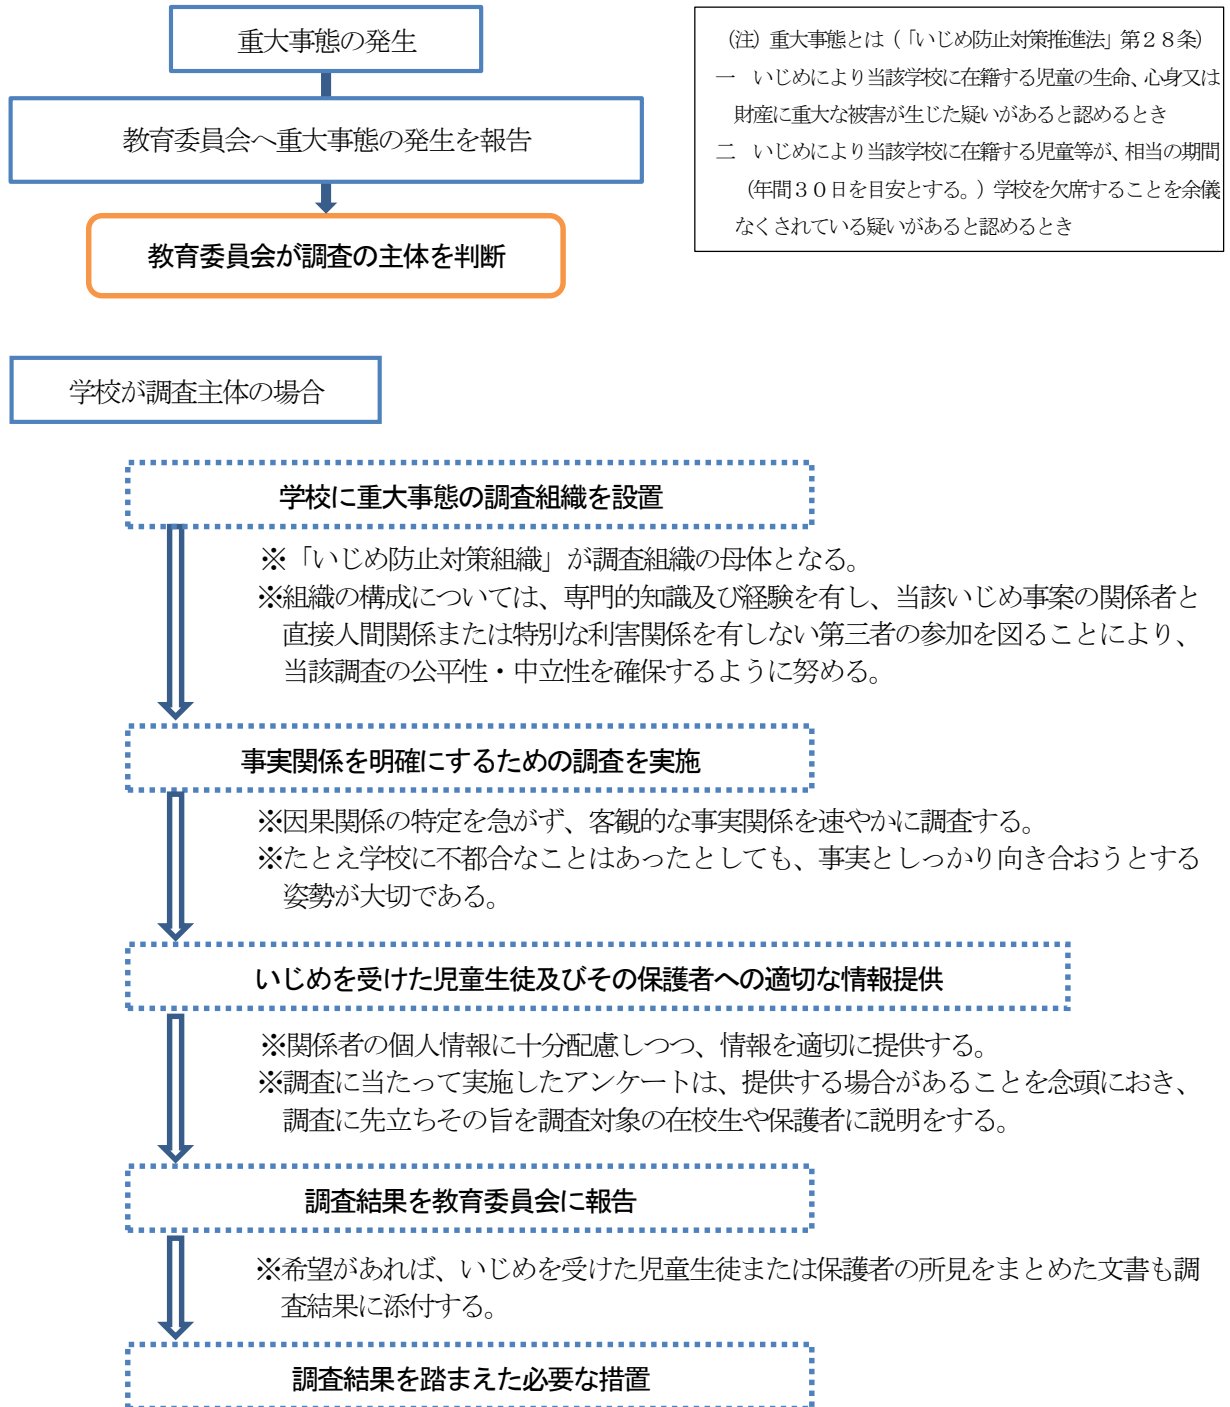 重大事態の発生
教育委員会へ重大事態の発生を報告
教育委員会が調査の主体を判断
(注)重大事態とは(「いじめ防止対策推進法」第28条)
一 いじめにより当該学校に在籍する児童の生命、心身又は
財産に重大な被害が生じた疑いがあると認めるとき
二 いじめにより当該学校に在籍する児童等が、相当の期間
(年間30日を目安とする。)学校を欠席することを余儀
なくされている疑いがあると認めるとき
学校が調査主体の場合
学校に重大事態の調査組織を設置
※「いじめ防止対策組織」が調査組織の母体となる。
※組織の構成については、専門的知識及び経験を有し、当該いじめ事案の関係者と
直接人間関係または特別な利害関係を有しない第三者の参加を図ることにより、
当該調査の公平性・中立性を確保するように努める。
事実関係を明確にするための調査を実施
※因果関係の特定を急がず、客観的な事実関係を速やかに調査する。
※たとえ学校に不都合なことはあったとしても、事実としっかり向き合おうとする
姿勢が大切である。
いじめを受けた児童生徒及びその保護者への適切な情報提供
※関係者の個人情報に十分配慮しつつ、情報を適切に提供する。
※調査に当たって実施したアンケートは、提供する場合があることを念頭におき、
調査に先立ちその旨を調査対象の在校生や保護者に説明をする。
調査結果を教育委員会に報告
※希望があれば、いじめを受けた児童生徒または保護者の所見をまとめた文書も調
査結果に添付する。
調査結果を踏まえた必要な措置